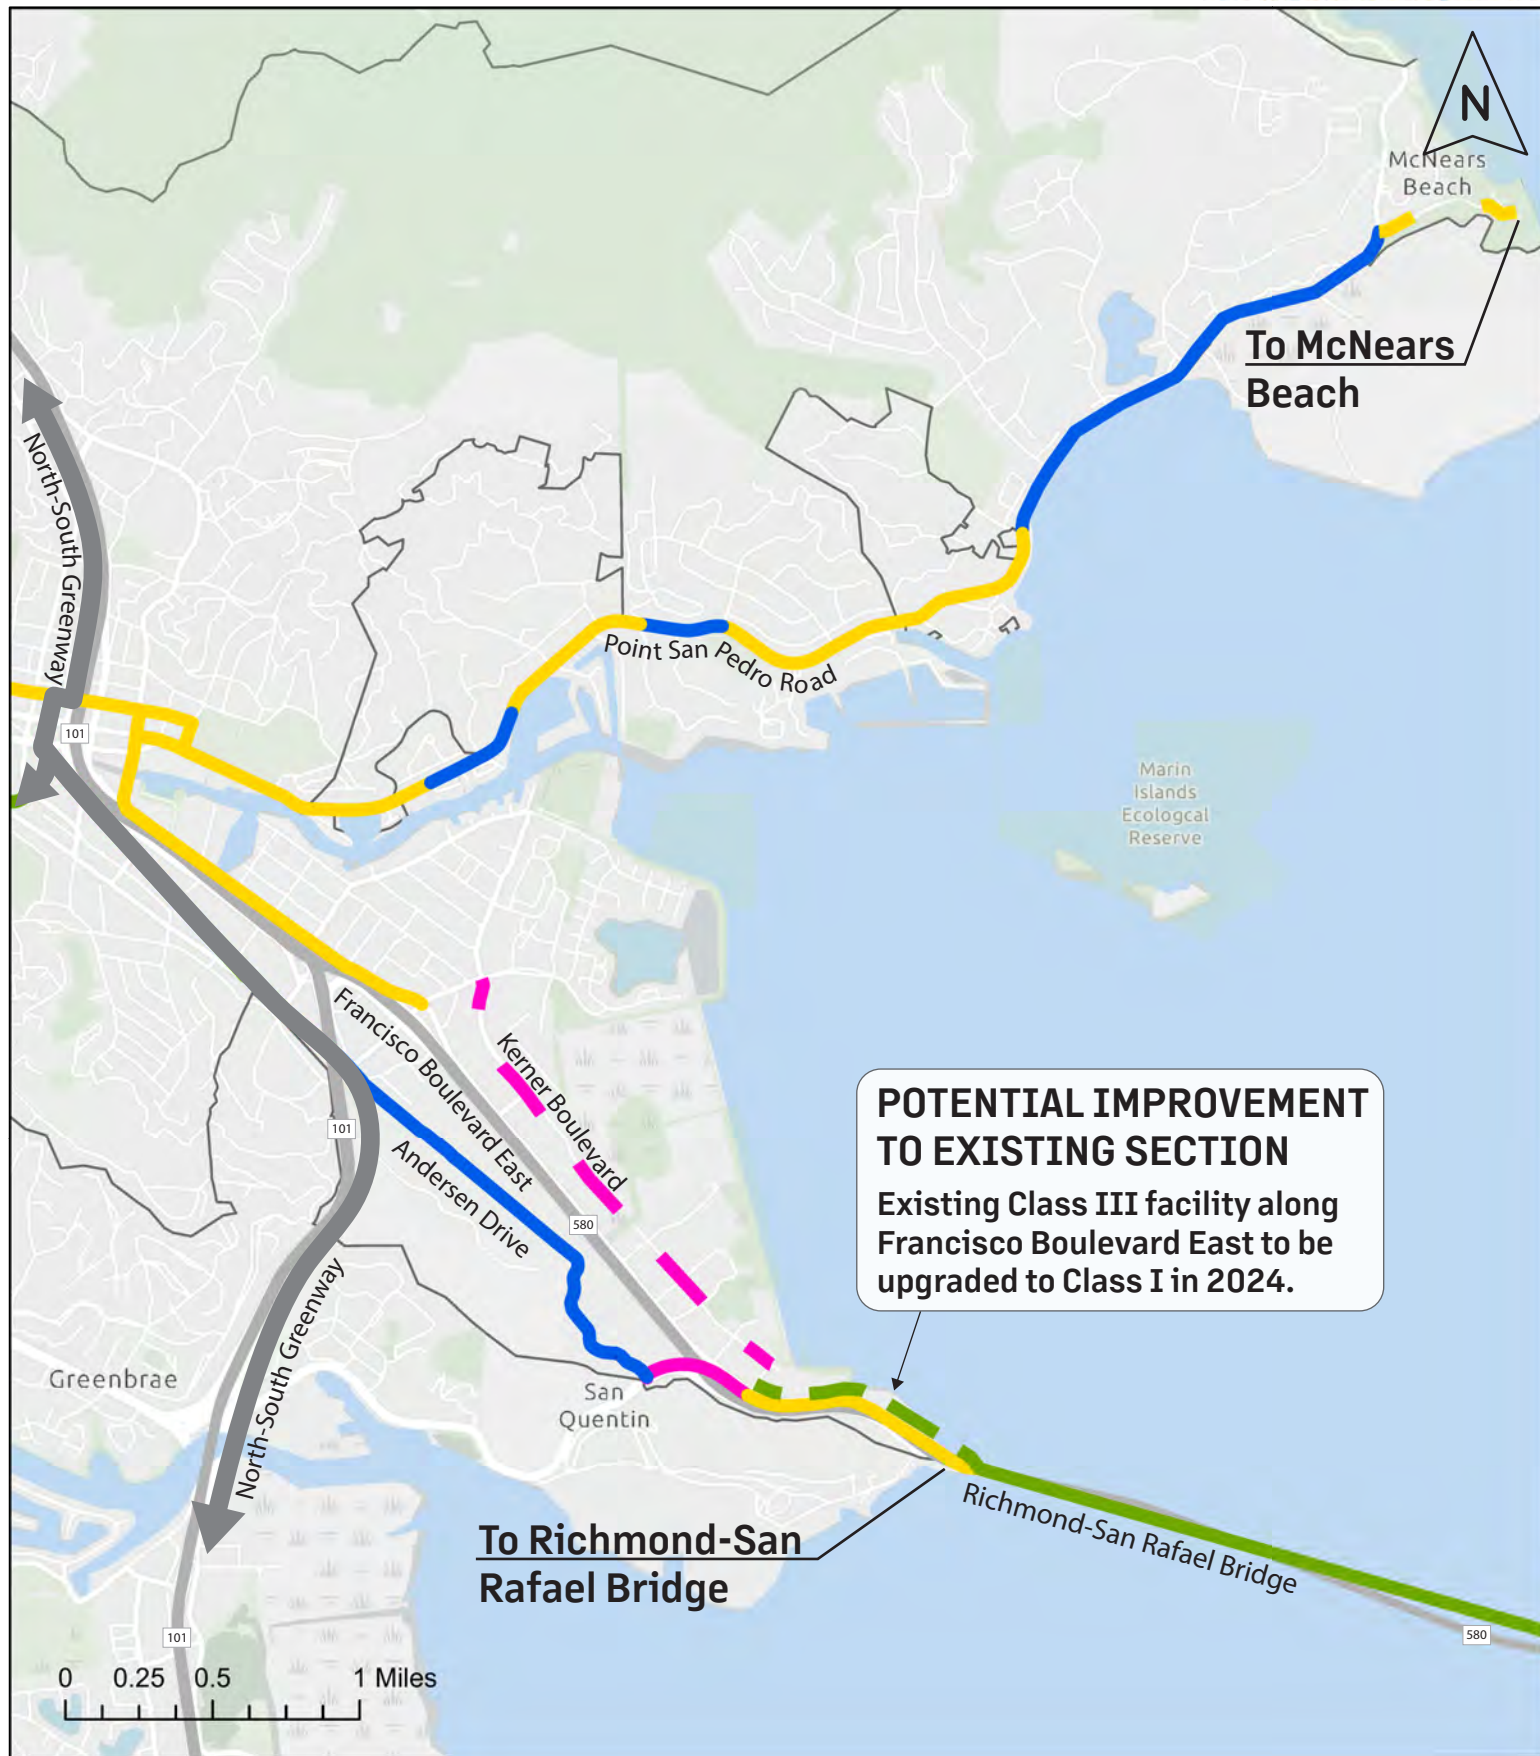 N
McNears
Beach
To McNears
Beach
North-South Greenway
Point San Pedro Road
101
Marin
Islands
Ecologcal
Reserve
Francisco Boulevard East
Kerner Boulevard
POTENTIAL IMPROVEMENT
TO EXISTING SECTION
Existing Class III facility along
Francisco Boulevard East to be
upgraded to Class I in 2024.
101
Andersen Drive
580
North-South Greenway
Greenbrae
San
Quentin
Richmond-San Rafael Bridge
To Richmond-San
Rafael Bridge
580
101
0 0.25 0.5 1 Miles